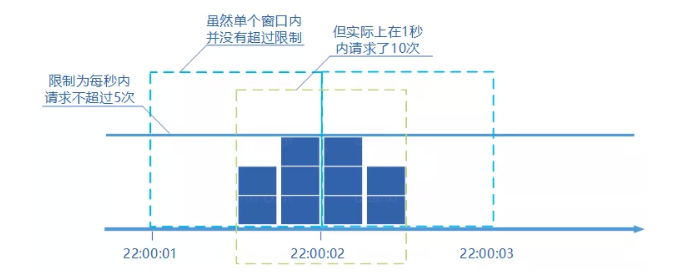 虽然单个窗口内
并没有超过限制
但实际上在1秒
内请求了10次
限制为每秒内
请求不超过5次
22:00:01
22:00:02
22:00:03